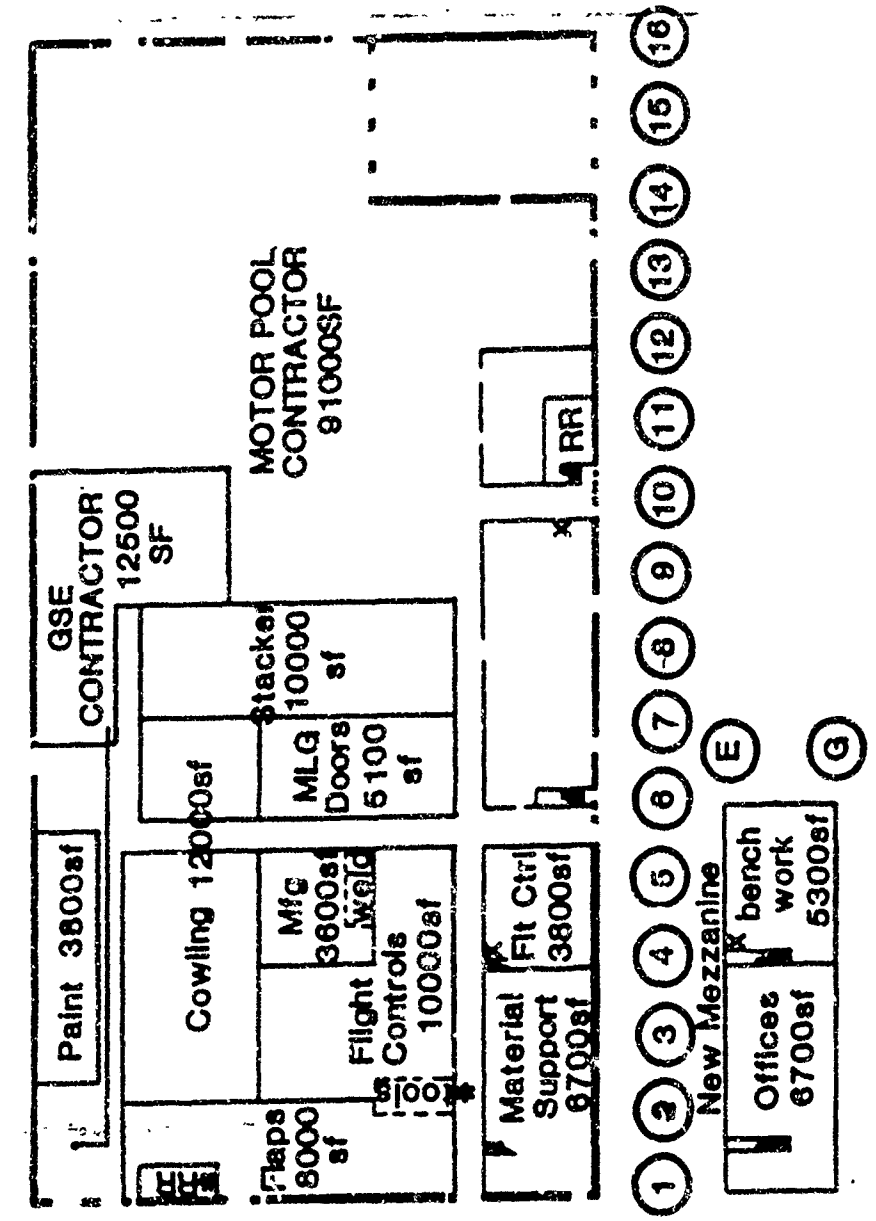 GSE
CONTRACTOR
12500
SF
MOTOR POOL
CONTRACTOR
91000SF
Paint 3800sf
Cowling 12000sf
Stacker
10000
sf
MLG
Doors
5100
sf
Mfg
3600sf
weld
Flight
Controls
10000sf
Flaps
8000
sf
Material
Support
6700sf
Flt Ctrl
3800sf
RR
1
2
3
4
5
6
7
8
9
10
11
12
13
14
15
16
New Mezzanine
E
G
Offices
6700sf
bench
work
5300sf